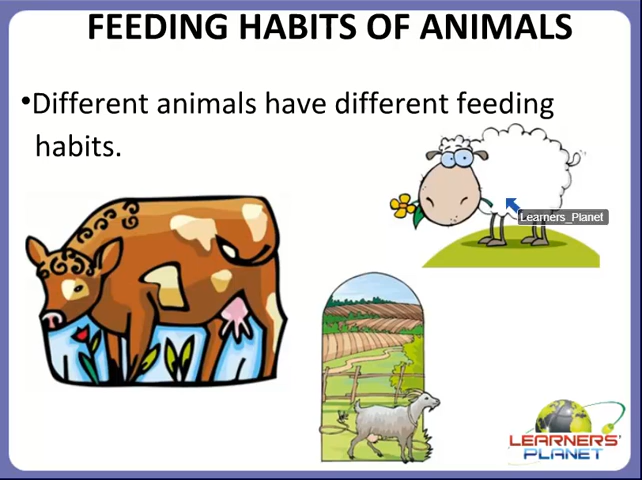 FEEDING HABITS OF ANIMALS
•Different animals have different feeding
habits.
Learners_Planet
LEARNERS'
PLANET